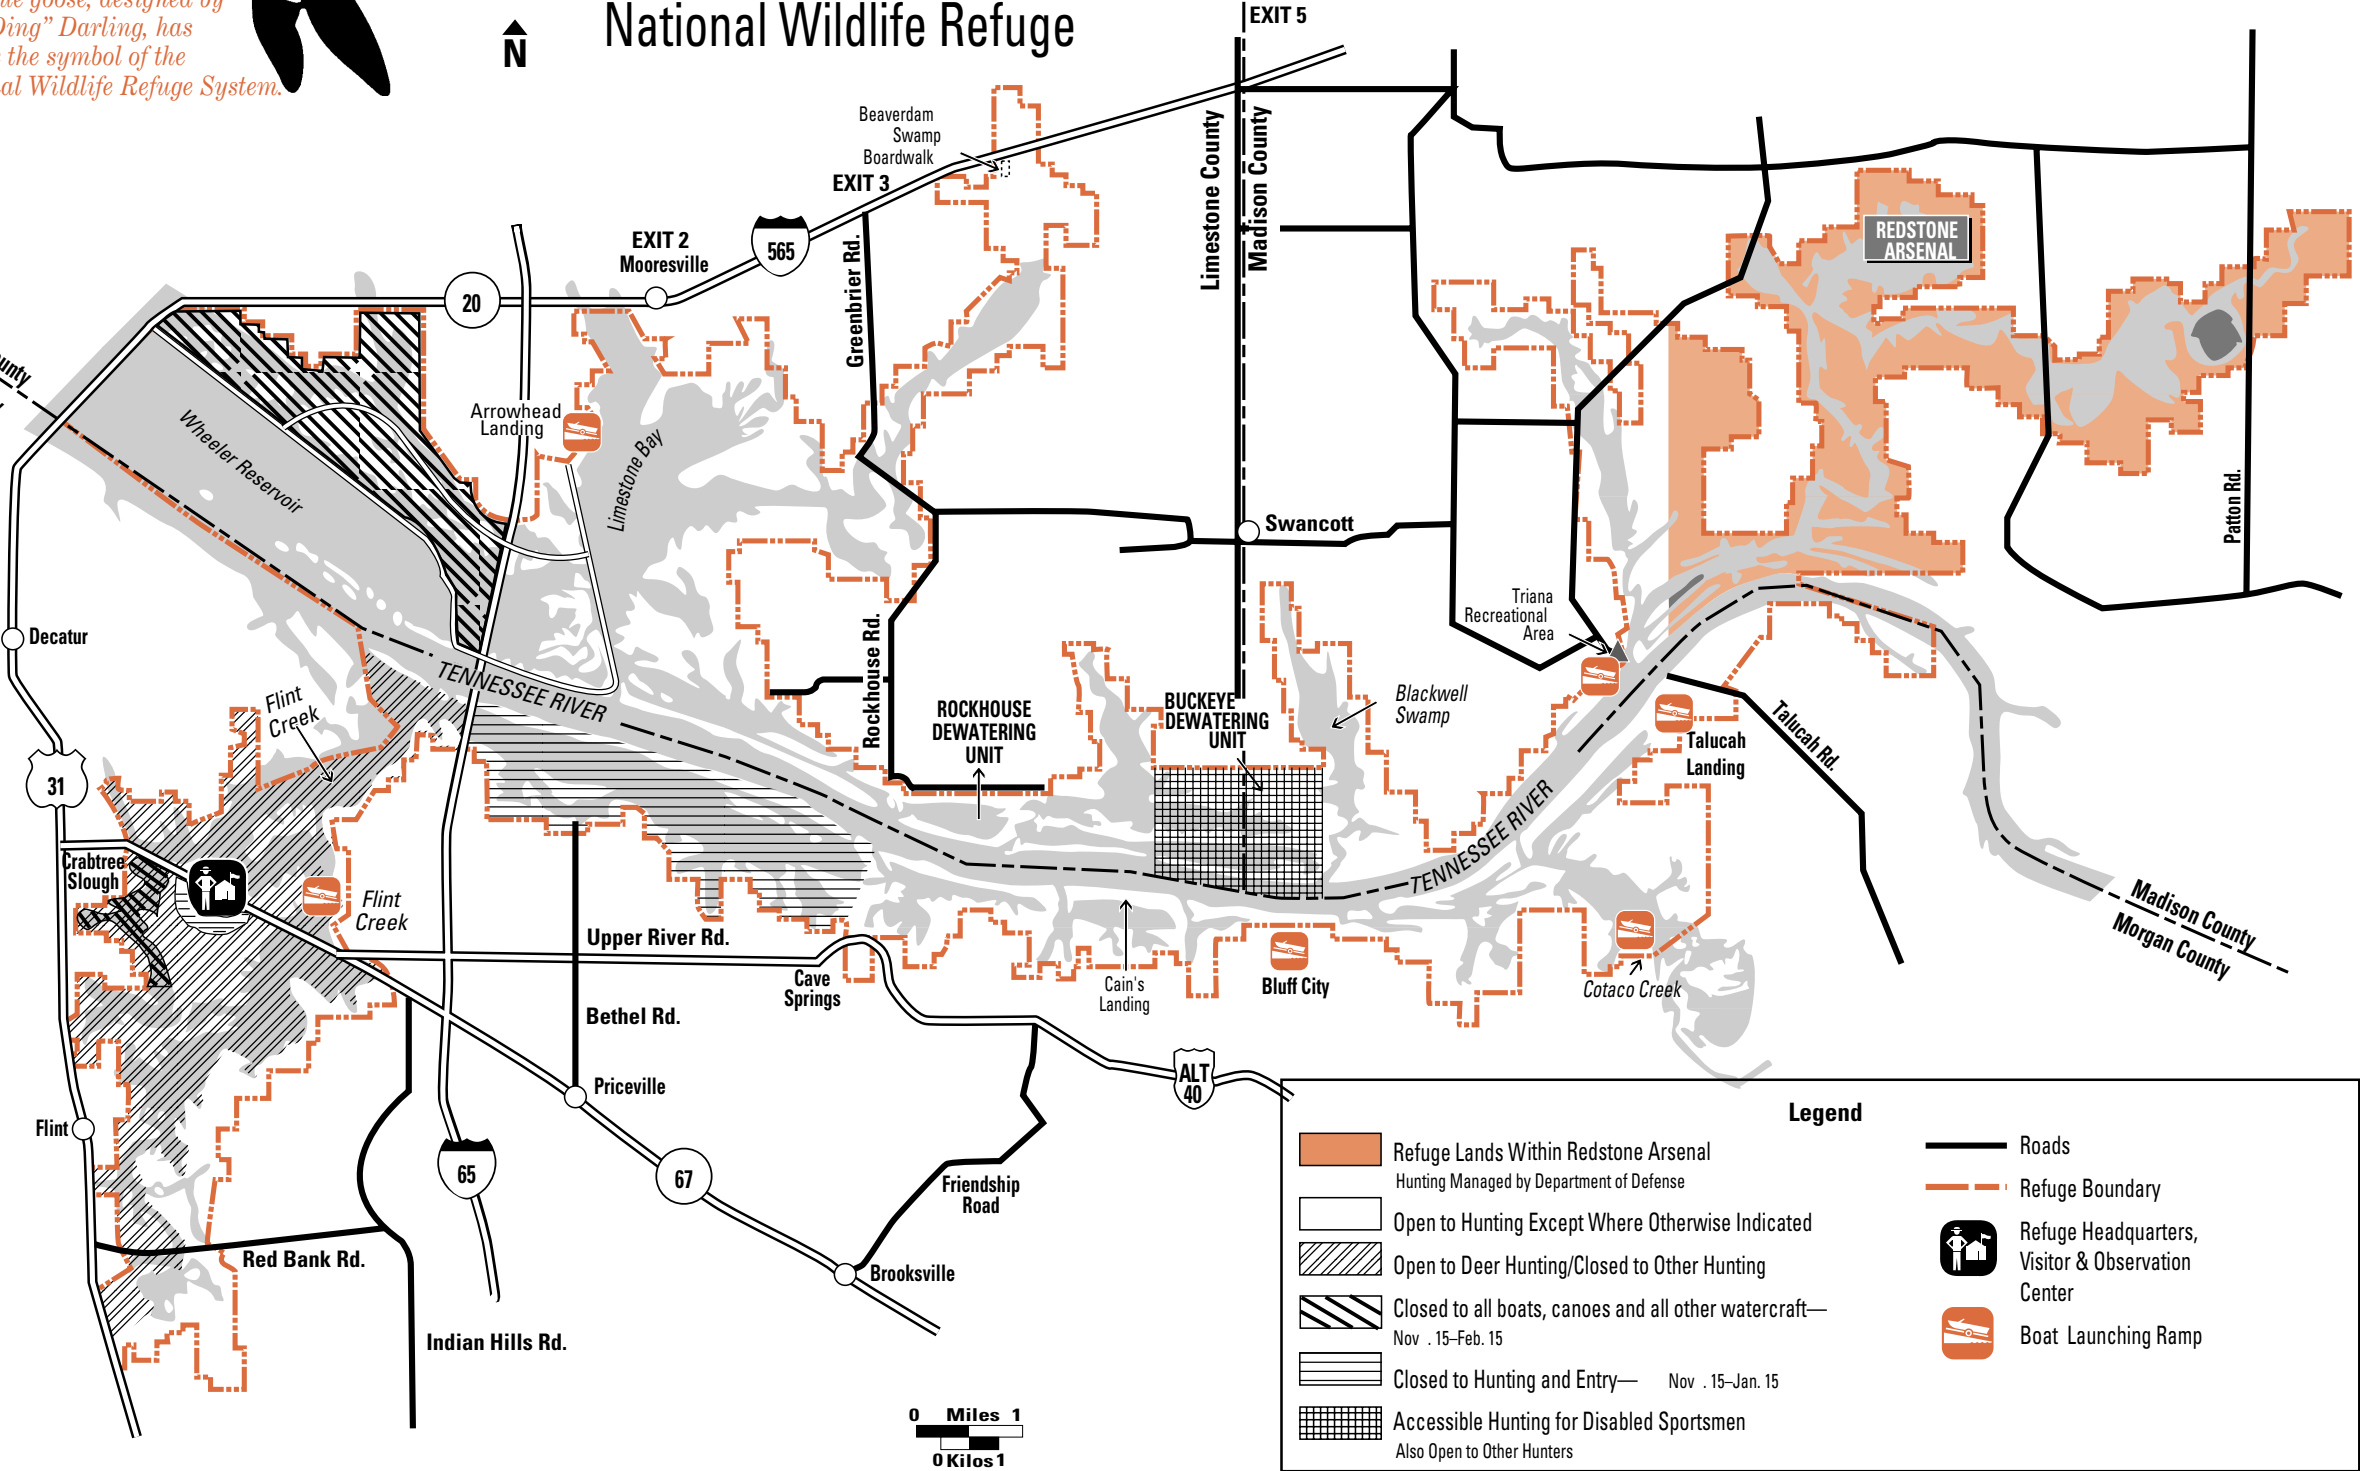 the goose, designed by
Ding" Darling, has
the symbol of the
al Wildlife Refuge System.
N
National Wildlife Refuge
EXIT 5
Beaverdam
Swamp
Boardwalk
EXIT 3
Limestone County
Madison County
EXIT 2
Mooresville
565
20
Greenbrier Rd.
REDSTONE
ARSENAL
Patton Rd.
Wheeler Reservoir
Arrowhead
Landing
Limestone Bay
Swancott
Decatur
Flint
Creek
TENNESSEE RIVER
Rockhouse Rd.
ROCKHOUSE
DEWATERING
UNIT
BUCKEYE
DEWATERING
UNIT
Blackwell
Swamp
Triana
Recreational
Area
Talucah
Landing
Talucah Rd.
31
Crabtree
Slough
Flint
Creek
TENNESSEE RIVER
Upper River Rd.
Cave
Springs
Cain's
Landing
Bluff City
Cotaco Creek
Madison County
Morgan County
Bethel Rd.
Priceville
ALT
40
Flint
65
67
Friendship
Road
Red Bank Rd.
Brooksville
Indian Hills Rd.
0 Miles 1
0 Kilos 1
Legend
Refuge Lands Within Redstone Arsenal
Hunting Managed by Department of Defense
Open to Hunting Except Where Otherwise Indicated
Open to Deer Hunting/Closed to Other Hunting
Closed to all boats, canoes and all other watercraft—
Nov . 15–Feb. 15
Closed to Hunting and Entry— Nov . 15–Jan. 15
Accessible Hunting for Disabled Sportsmen
Also Open to Other Hunters
Roads
Refuge Boundary
Refuge Headquarters,
Visitor & Observation
Center
Boat Launching Ramp